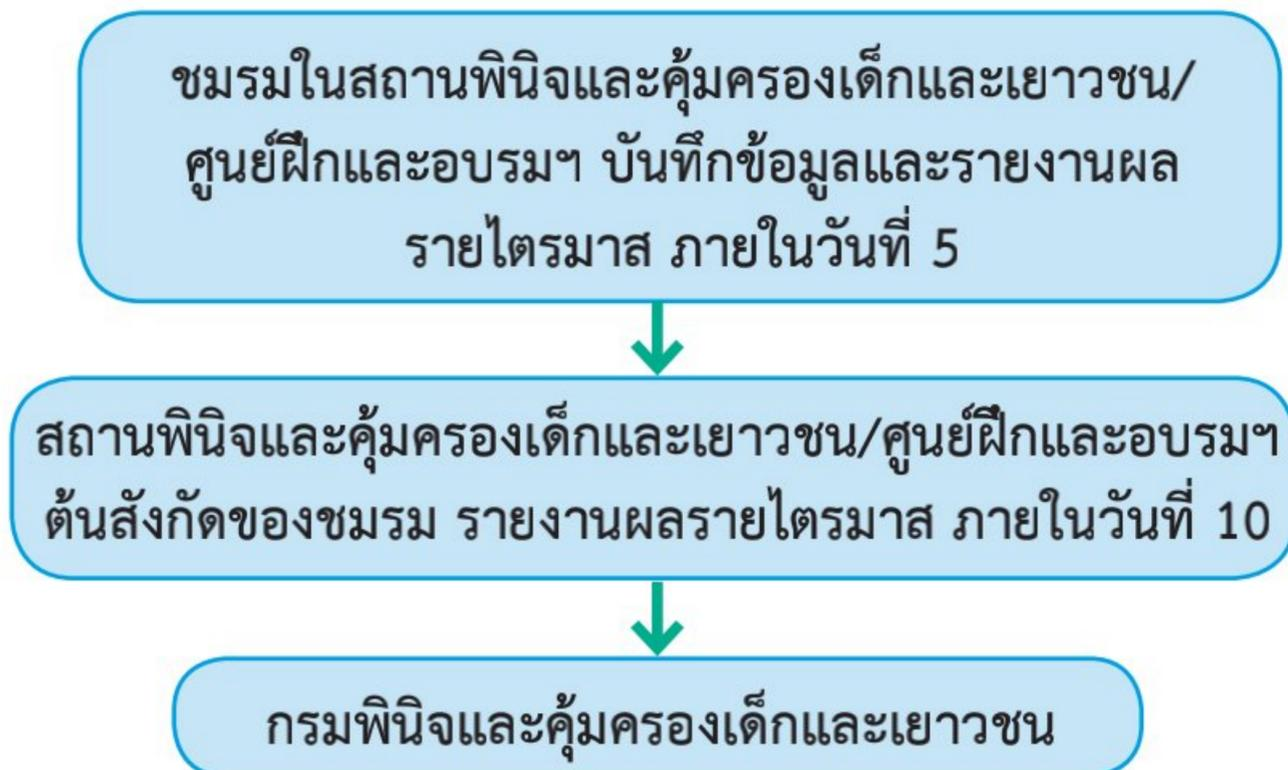 ชมรมในสถานพินิจและคุ้มครองเด็กและเยาวชน/
ศูนย์ฝึกและอบรมฯ บันทึกข้อมูลและรายงานผล
รายไตรมาส ภายในวันที่ 5
สถานพินิจและคุ้มครองเด็กและเยาวชน/ศูนย์ฝึกและอบรมฯ
ต้นสังกัดของชมรม รายงานผลรายไตรมาส ภายในวันที่ 10
กรมพินิจและคุ้มครองเด็กและเยาวชน